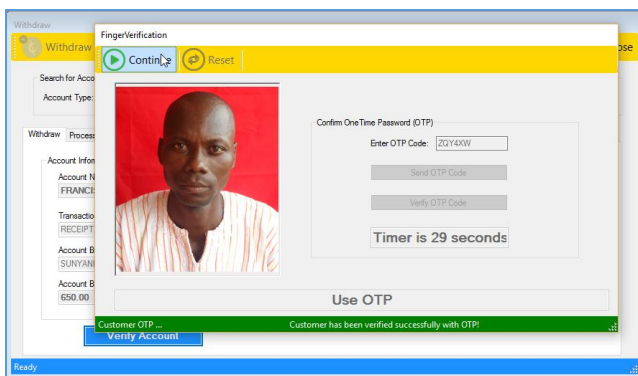 Withdraw
FingerVerification
Withdraw
Continue
Reset
Search for Acco
Account Type:
Confirm OneTime Password (OTP)
Enter OTP Code: ZQY4XW
Send OTP Code
Verify OTP Code
Timer is 29 seconds
Withdraw Process
Account Infor
Account N
FRANCI
Transactio
RECEIPT
Account B
SUNYANI
Account B
650.00
Use OTP
Customer OTP ... Customer has been verified successfully with OTP!
Verify Account
Ready